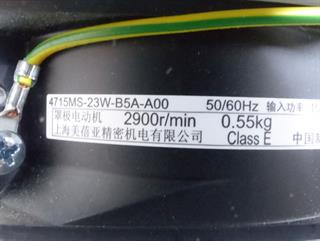 4715MS-23W-B5A-A00 50/60Hz 输入功率
罩极电动机 2900r/min 0.55kg
上海美蓓亚精密机电有限公司 Class E 中国